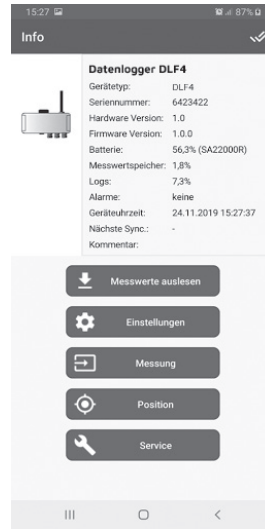 15:27 87%
Info
Datenlogger DLF4
Gerätetyp: DLF4
Seriennummer: 6423422
Hardware Version: 1.0
Firmware Version: 1.0.0
Batterie: 56,3% (SA22000R)
Messwertspeicher: 1,8%
Logs: 7,3%
Alarme: keine
Geräteuhrzeit: 24.11.2019 15:27:37
Nächste Sync.: -
Kommentar:
Messwerte auslesen
Einstellungen
Messung
Position
Service